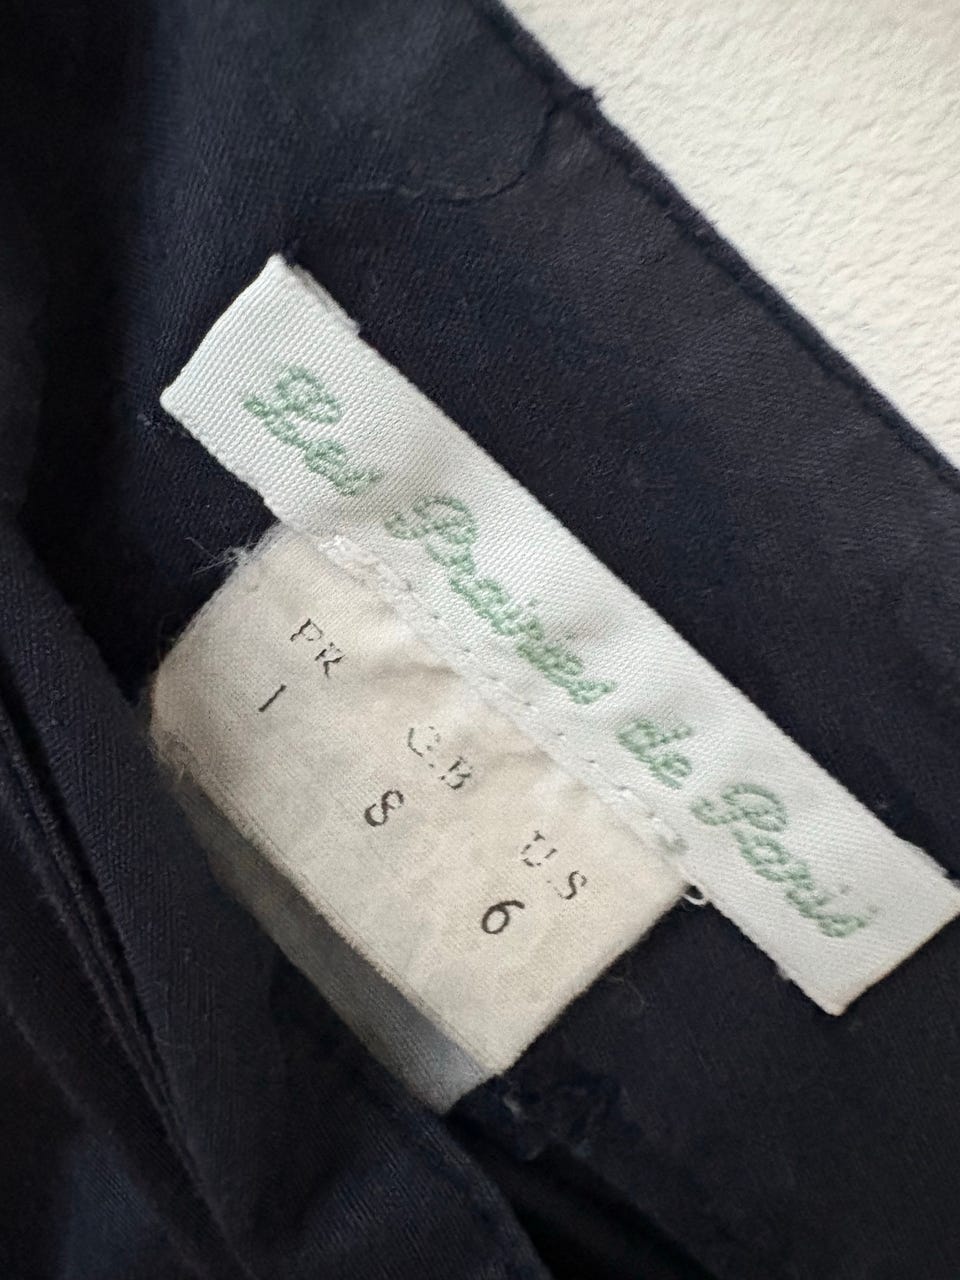 Les Prairies de Paris
FR GB US
1 8 6